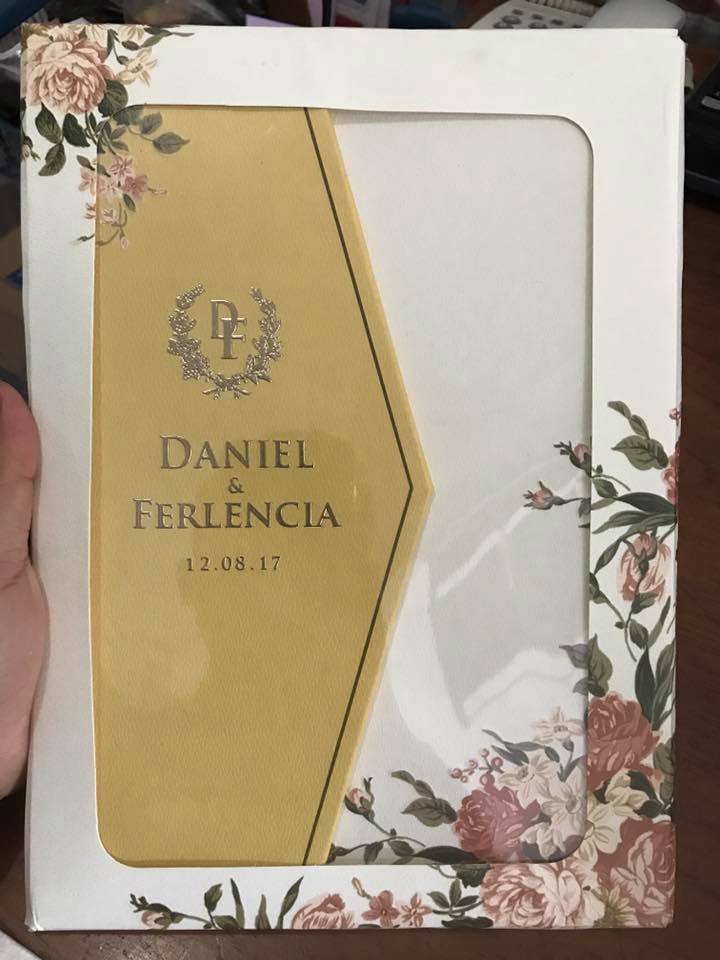 DF
DANIEL
&
FERLENCIA
12.08.17